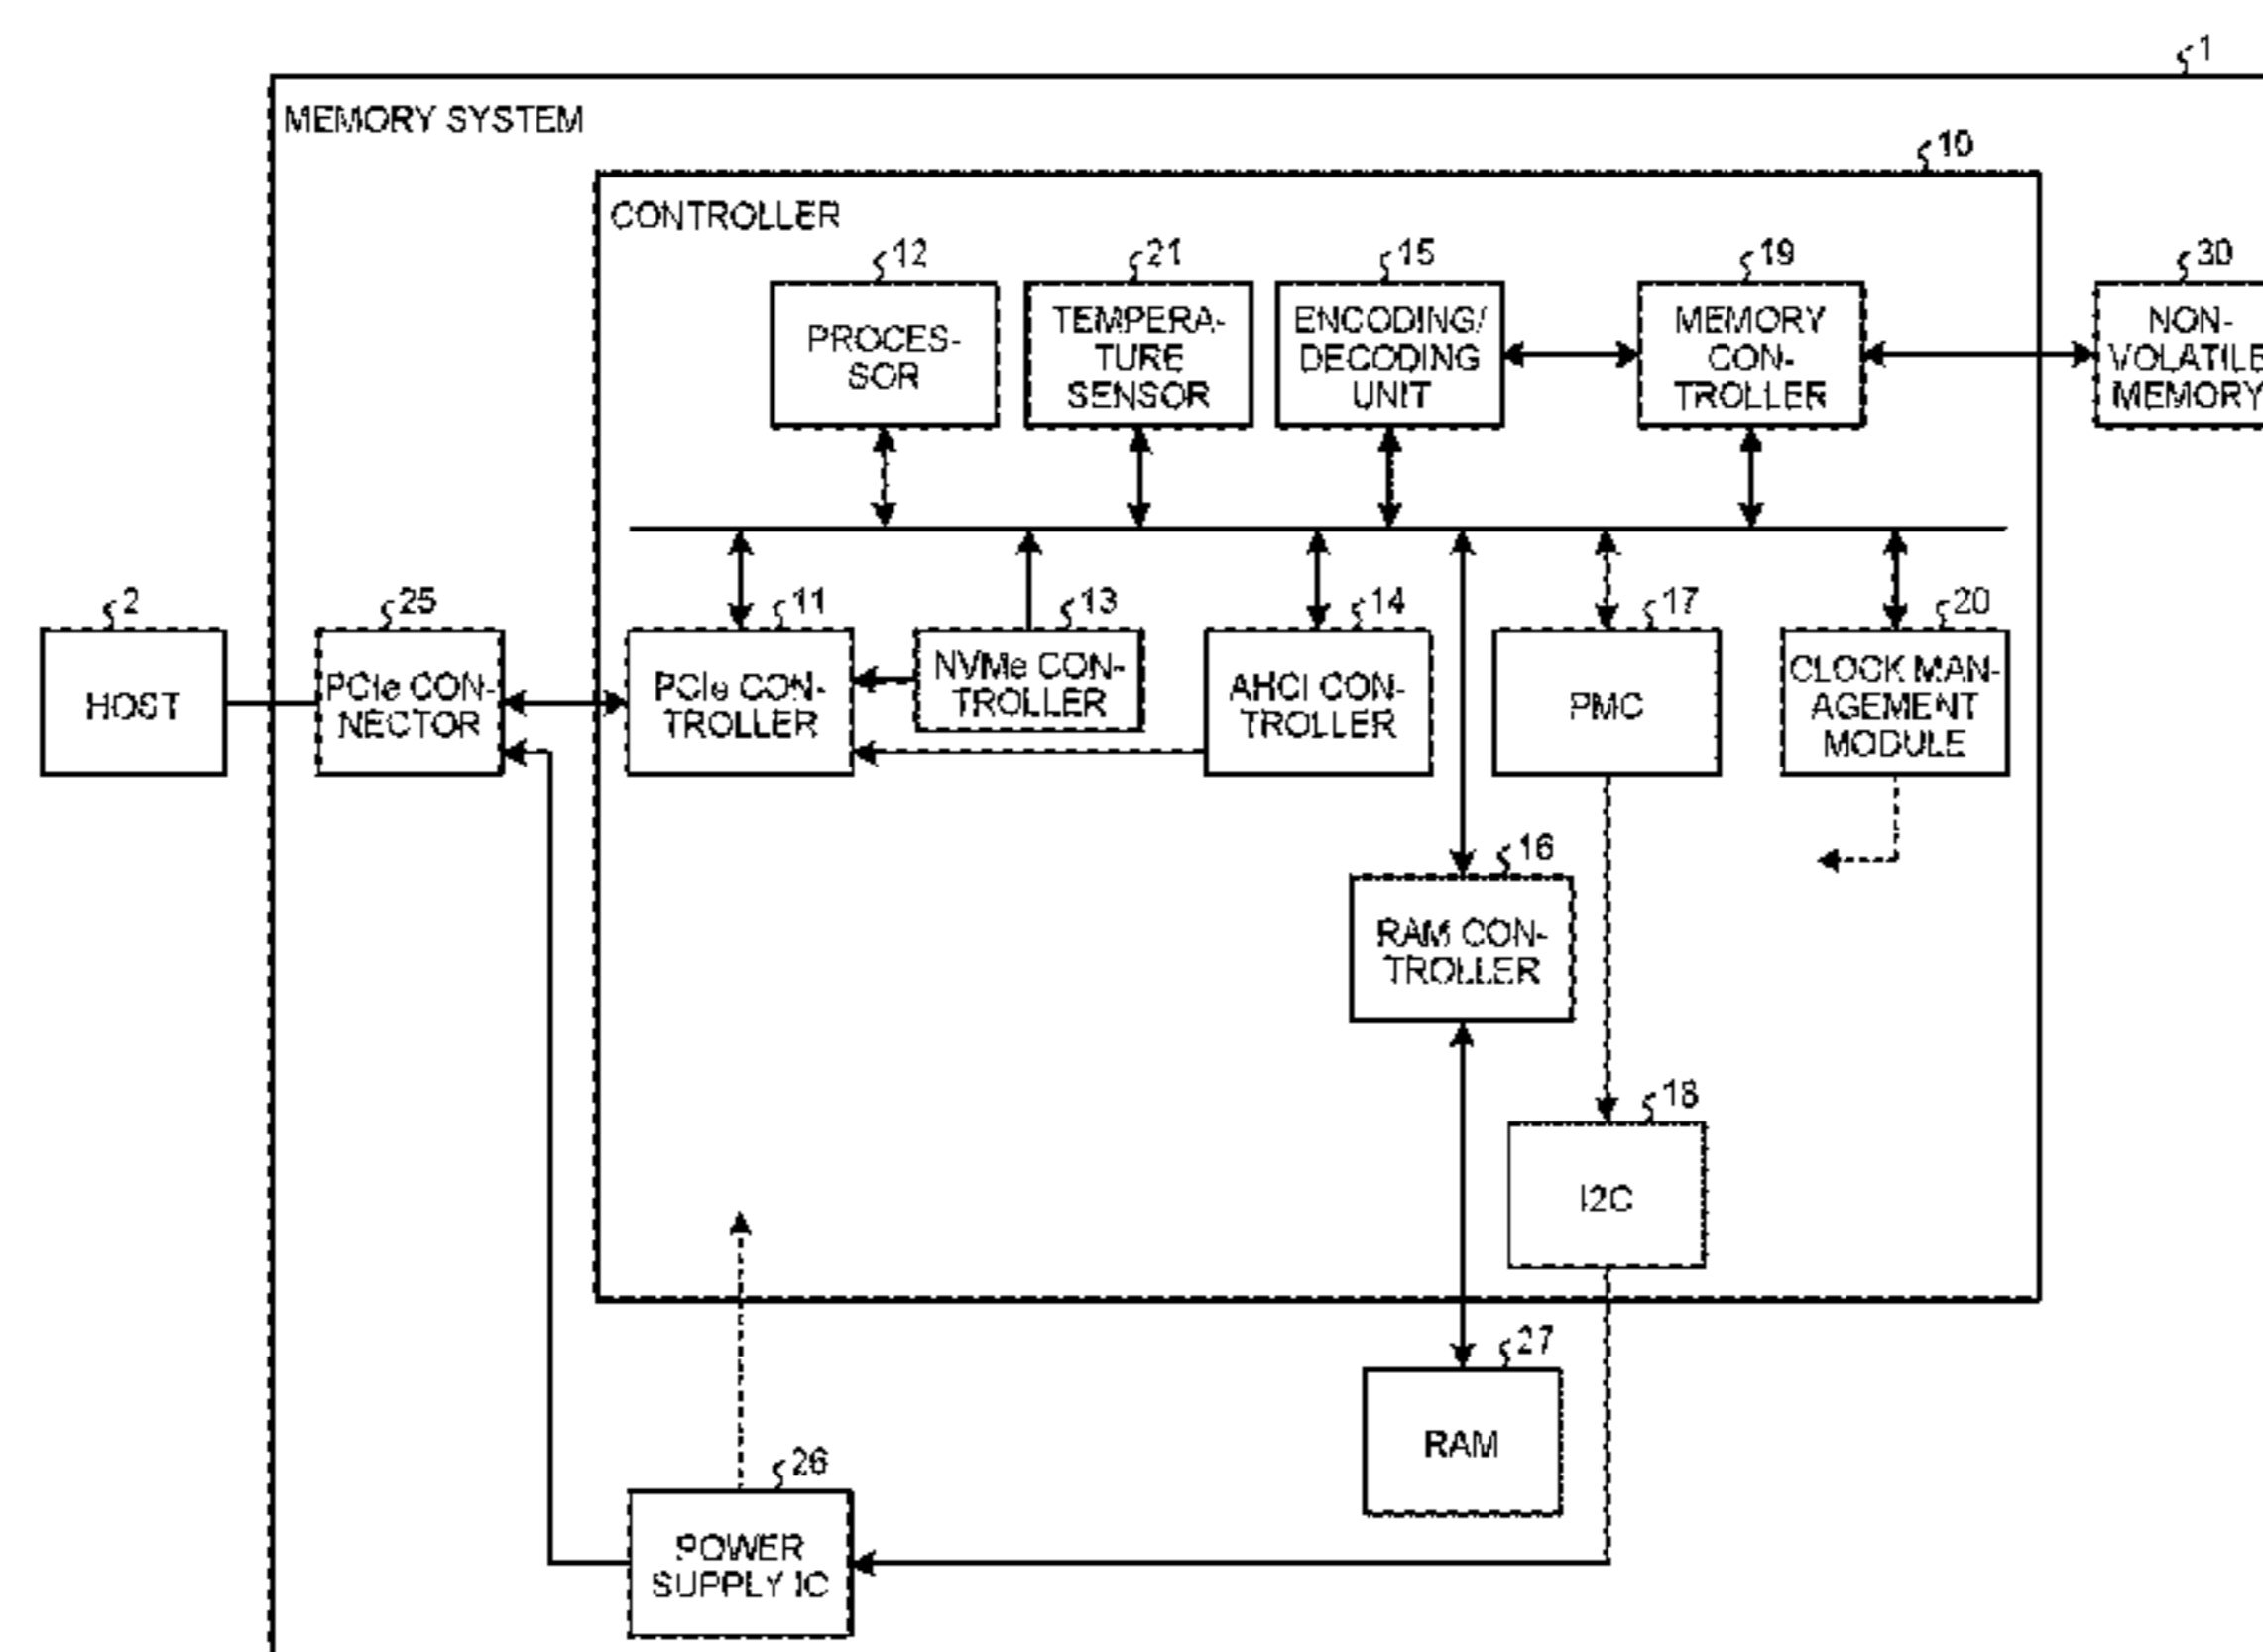 1
MEMORY SYSTEM
10
CONTROLLER
12
21
15
19
30
PROCES-
SOR
TEMPERA-
TURE
SENSOR
ENCODING/
DECODING
UNIT
MEMORY
CON-
TROLLER
NON-
VOLATILE
MEMORY
2
25
11
13
14
17
20
HOST
PCIe CON-
NECTOR
PCIe CON-
TROLLER
NVMe CON-
TROLLER
AHCI CON-
TROLLER
PMC
CLOCK MAN-
AGEMENT
MODULE
16
RAM CON-
TROLLER
18
I2C
27
RAM
26
POWER
SUPPLY IC